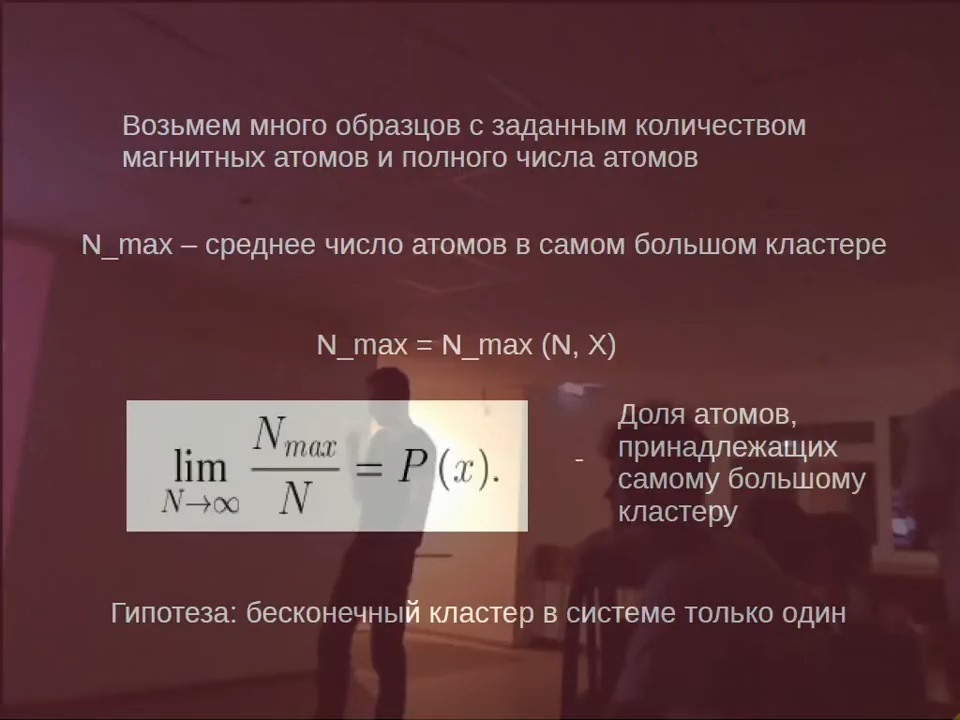 Возьмем много образцов с заданным количеством
магнитных атомов и полного числа атомов
N_max – среднее число атомов в самом большом кластере
N_max = N_max (N, X)
lim N→∞ N_max / N = P(x).
- Доля атомов,
принадлежащих
самому большому
кластеру
Гипотеза: бесконечный кластер в системе только один